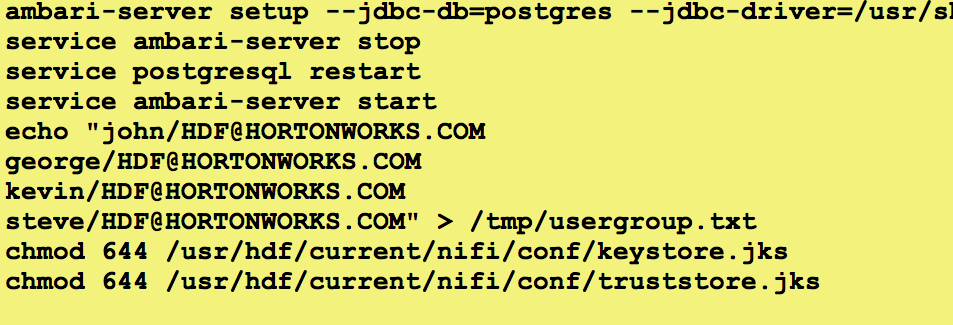 ambari-server setup --jdbc-db=postgres --jdbc-driver=/usr/
service ambari-server stop
service postgresql restart
service ambari-server start
echo "john/HDF@HORTONWORKS.COM
george/HDF@HORTONWORKS.COM
kevin/HDF@HORTONWORKS.COM
steve/HDF@HORTONWORKS.COM" > /tmp/usergroup.txt
chmod 644 /usr/hdf/current/nifi/conf/keystore.jks
chmod 644 /usr/hdf/current/nifi/conf/truststore.jks